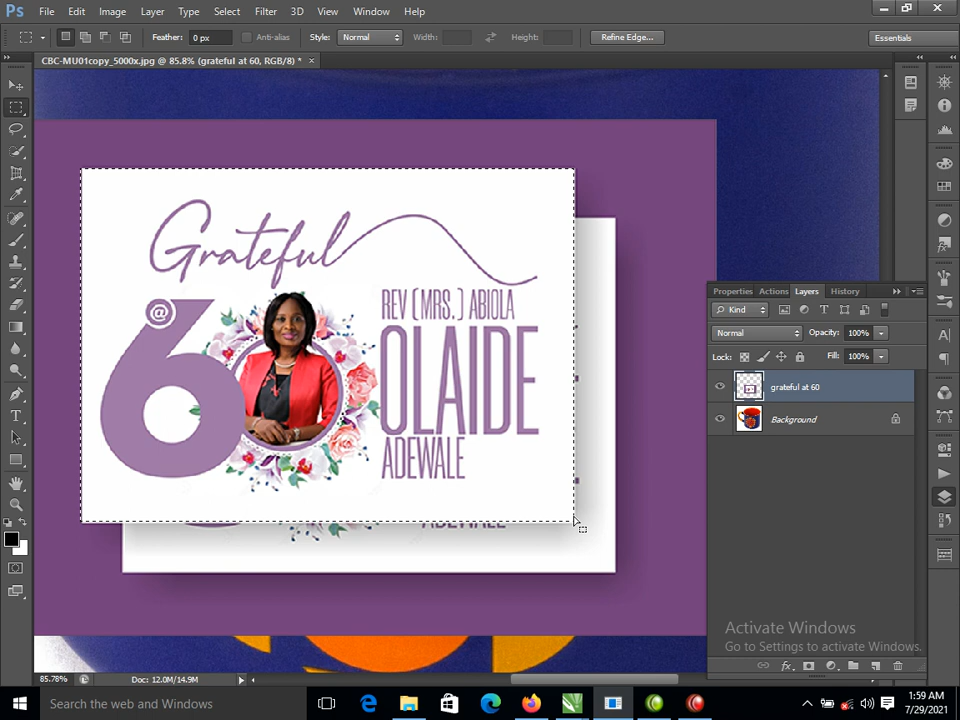 Ps File Edit Image Layer Type Select Filter 3D View Window Help
Feather: 0 px Anti-alias Style: Normal Width: Height: Refine Edge... Essentials
CBC-MU01copy_5000x.jpg @ 85.8% (grateful at 60, RGB/8) * ×
Grateful
@
60
REV (MRS.) ABIOLA
OLAIDE
ADEWALE
ADEWALE
Properties Actions Layers History
Kind
Normal Opacity: 100%
Lock: Fill: 100%
grateful at 60
Background
Activate Windows
Go to Settings to activate Windows.
85.78% Doc: 12.0M/14.9M
Search the web and Windows
1:59 AM
7/29/2021